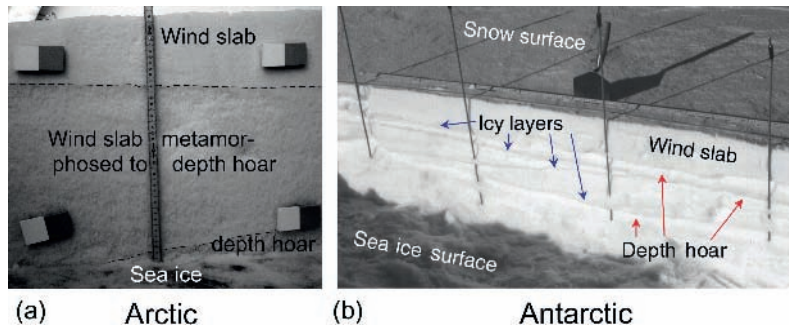 Wind slab
Wind slab metamor-
phosed to depth hoar
depth hoar
Sea ice
(a) Arctic
Snow surface
Icy layers
Wind slab
Depth hoar
Sea ice surface
(b) Antarctic